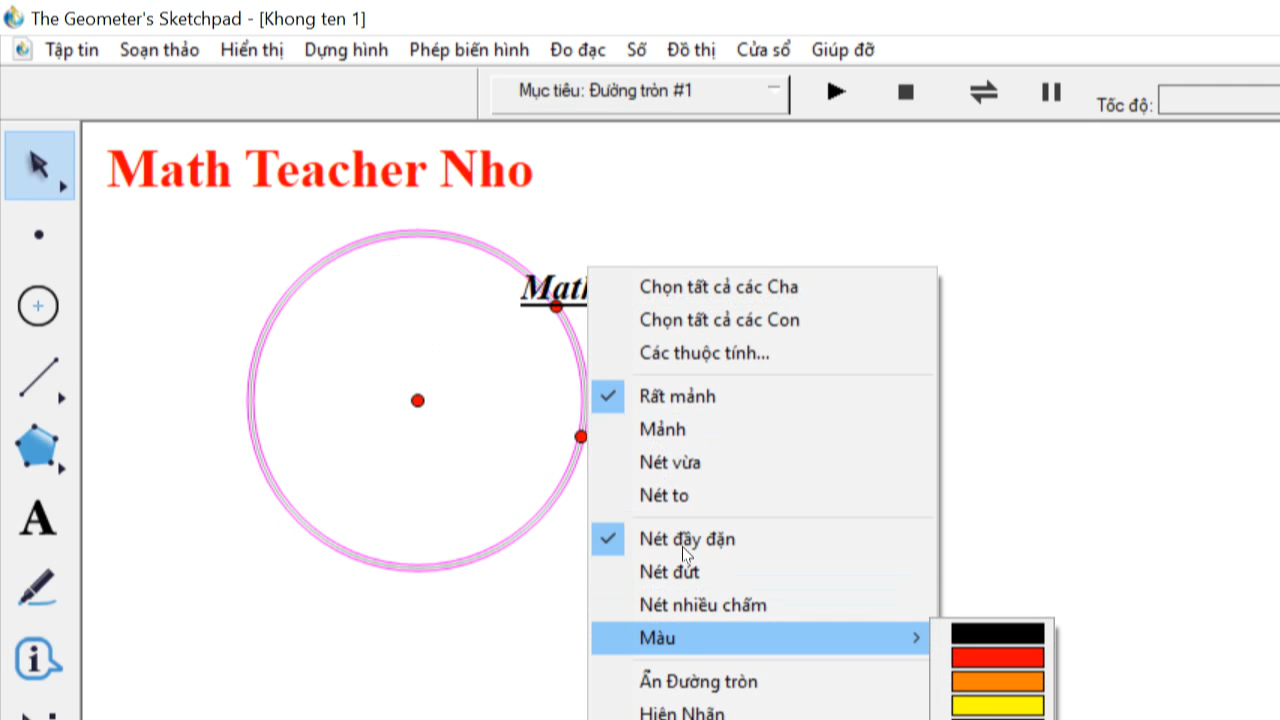 The Geometer's Sketchpad - [Khong ten 1]
Tập tin Soạn thảo Hiển thị Dựng hình Phép biến hình Đo đạc Số Đồ thị Cửa sổ Giúp đỡ
Mục tiêu: Đường tròn #1
Tốc độ:
Math Teacher Nho
Math
Chọn tất cả các Cha
Chọn tất cả các Con
Các thuộc tính...
Rất mảnh
Mảnh
Nét vừa
Nét to
Nét đầy đặn
Nét đứt
Nét nhiều chấm
Màu
Ẩn Đường tròn
Hiện Nhãn
A